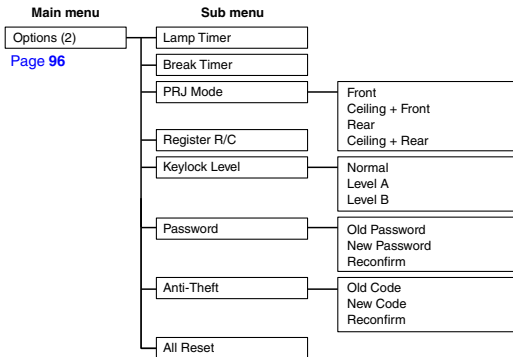 Main menu
Sub menu
Options (2)
Page 96
Lamp Timer
Break Timer
PRJ Mode
Front
Ceiling + Front
Rear
Ceiling + Rear
Register R/C
Keylock Level
Normal
Level A
Level B
Password
Old Password
New Password
Reconfirm
Anti-Theft
Old Code
New Code
Reconfirm
All Reset